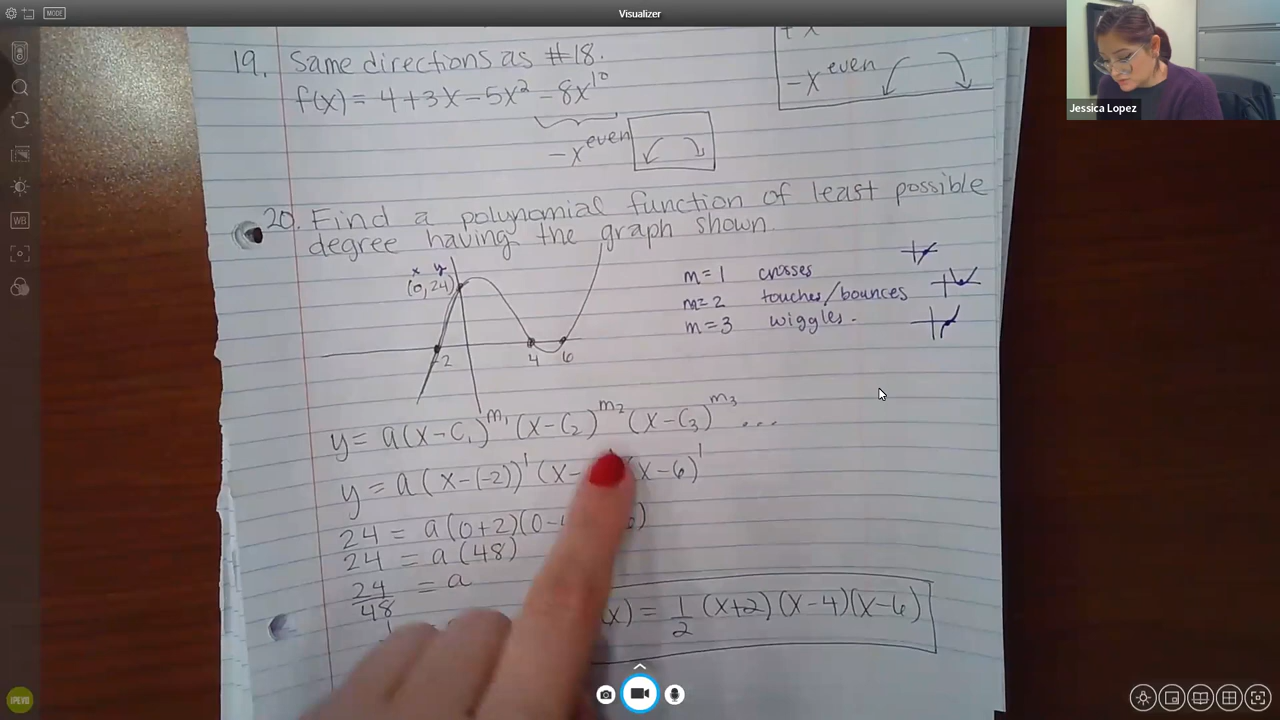 MODE
Visualizer
19. Same directions as #18.
f(x) = 4+3x-5x² -8x¹⁰
-x^even
-x^even
20. Find a polynomial function of least possible
degree having the graph shown.
x y
(0, 24)
-2 4 6
m=1 crosses
m=2 touches/bounces
m=3 wiggles.
y= a(x-c₁)^m₁ (x-c₂)^m₂ (x-c₃)^m₃ ...
y = a(x-(-2))¹(x- (x-6)¹
24 = a(0+2)(0-
24 = a(48)
24/48 = a
(x) = 1/2 (x+2)(x-4)(x-6)
Jessica Lopez
WB
IPEVO